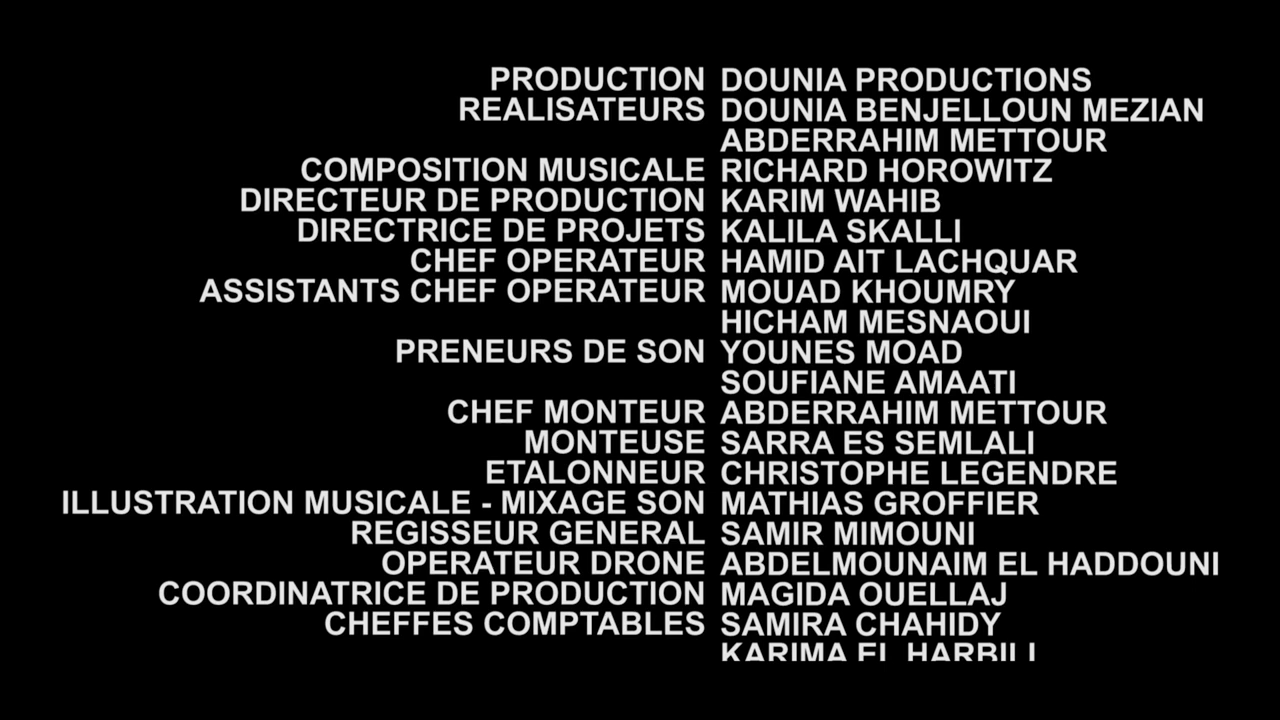 PRODUCTION DOUNIA PRODUCTIONS
REALISATEURS DOUNIA BENJELLOUN MEZIAN
ABDERRAHIM METTOUR
COMPOSITION MUSICALE RICHARD HOROWITZ
DIRECTEUR DE PRODUCTION KARIM WAHIB
DIRECTRICE DE PROJETS KALILA SKALLI
CHEF OPERATEUR HAMID AIT LACHQUAR
ASSISTANTS CHEF OPERATEUR MOUAD KHOUMRY
HICHAM MESNAOUI
PRENEURS DE SON YOUNES MOAD
SOUFIANE AMAATI
CHEF MONTEUR ABDERRAHIM METTOUR
MONTEUSE SARRA ES SEMLALI
ETALONNEUR CHRISTOPHE LEGENDRE
ILLUSTRATION MUSICALE - MIXAGE SON MATHIAS GROFFIER
REGISSEUR GENERAL SAMIR MIMOUNI
OPERATEUR DRONE ABDELMOUNAIM EL HADDOUNI
COORDINATRICE DE PRODUCTION MAGIDA OUELLAJ
CHEFFES COMPTABLES SAMIRA CHAHIDY
KARIMA EL